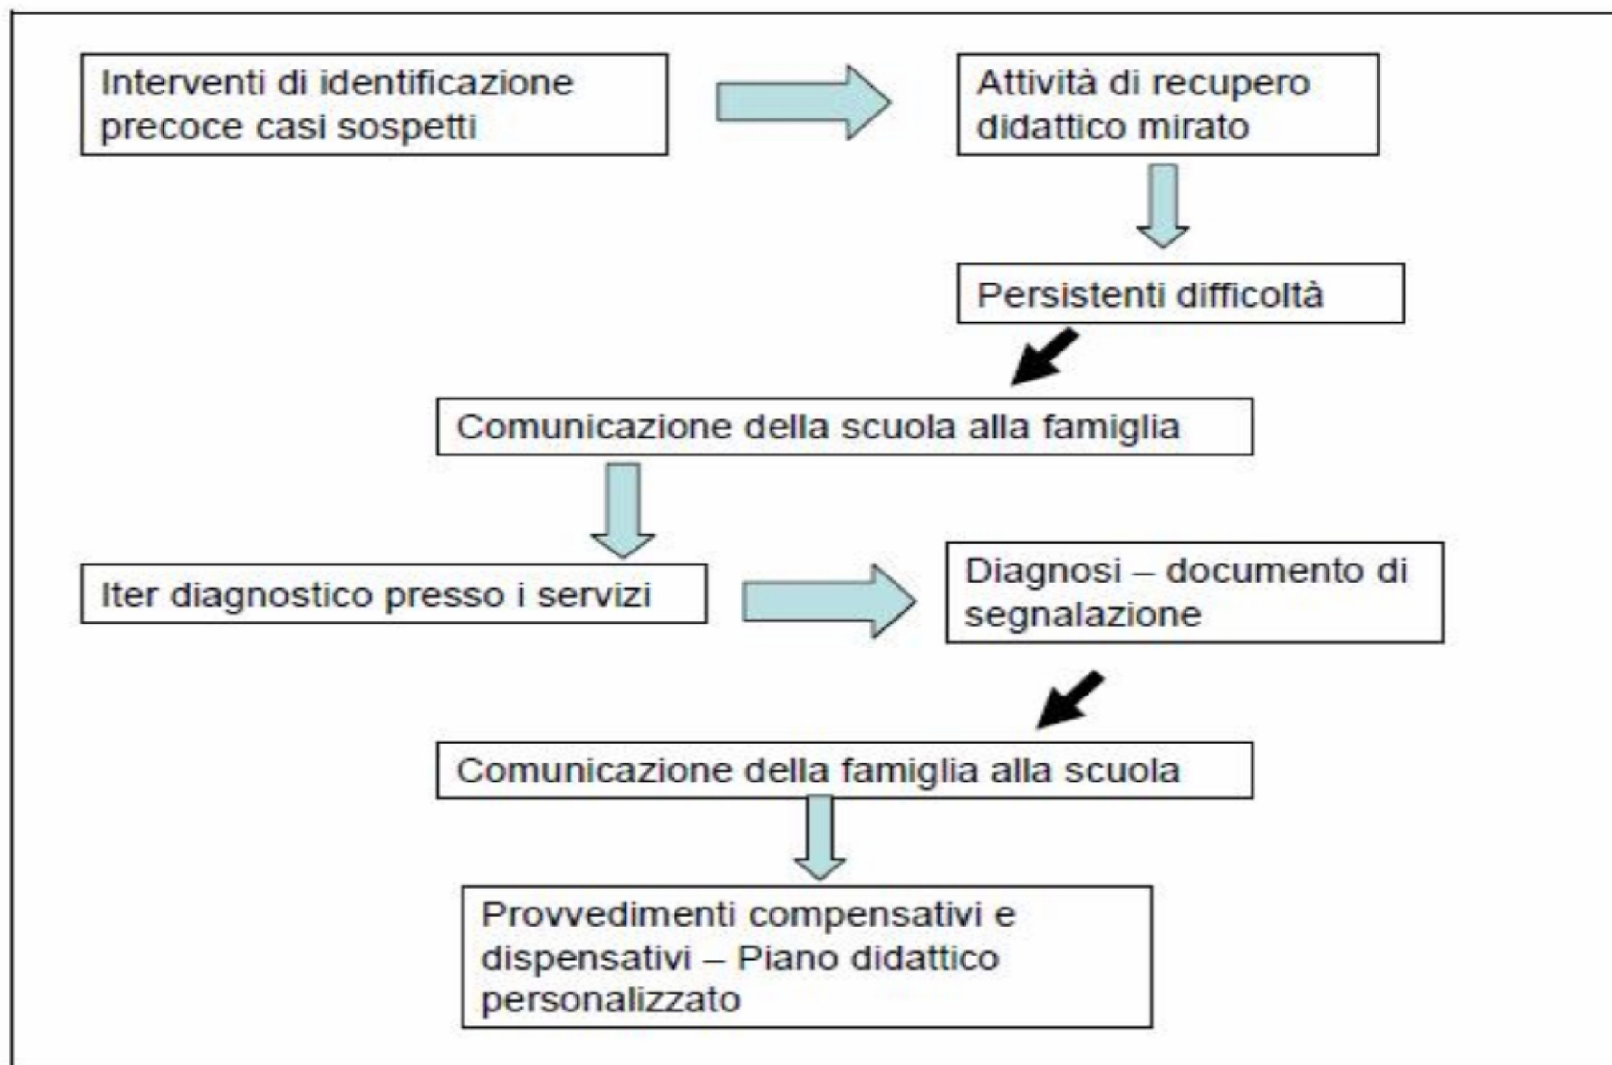 Interventi di identificazione
precoce casi sospetti
Attività di recupero
didattico mirato
Persistenti difficoltà
Comunicazione della scuola alla famiglia
Iter diagnostico presso i servizi
Diagnosi – documento di
segnalazione
Comunicazione della famiglia alla scuola
Provvedimenti compensativi e
dispensativi – Piano didattico
personalizzato